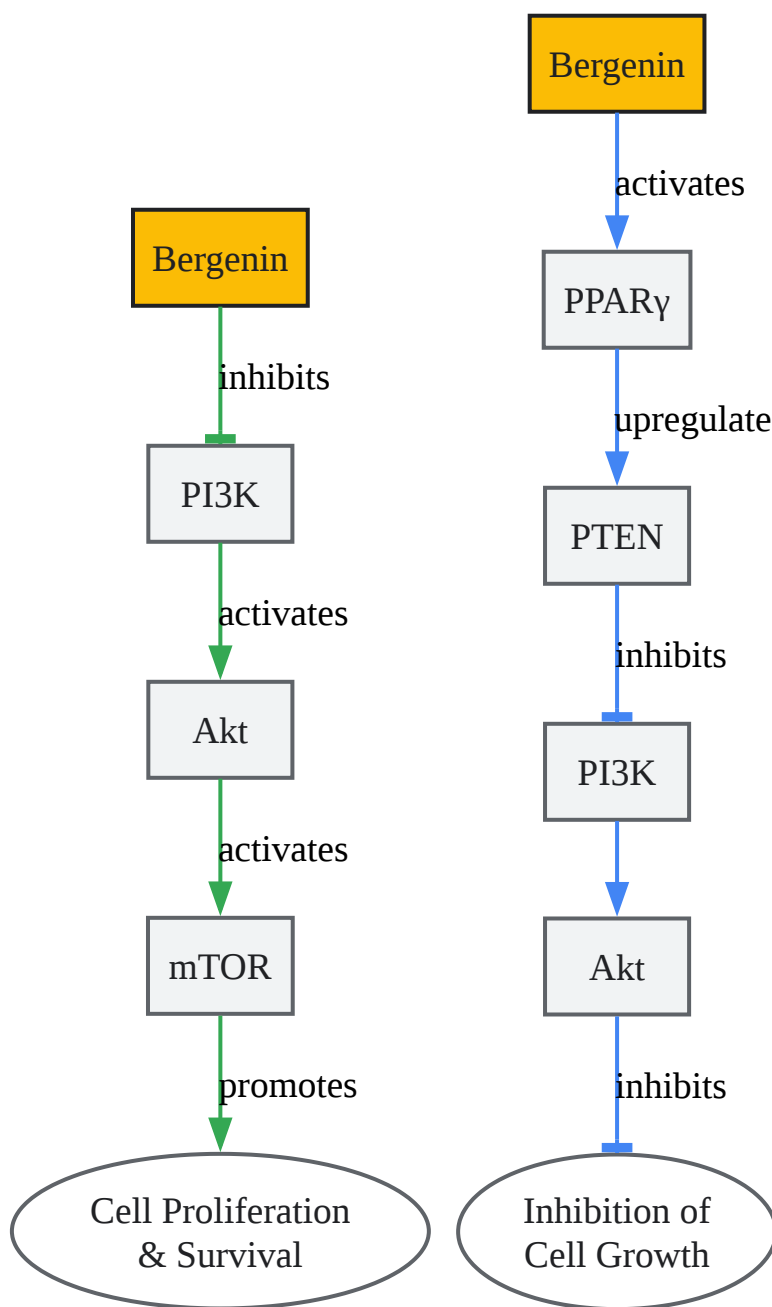 Bergenin
inhibits
PI3K
activates
Akt
activates
mTOR
promotes
Cell Proliferation
& Survival
Bergenin
activates
PPARγ
upregulate
PTEN
inhibits
PI3K
Akt
inhibits
Inhibition of
Cell Growth